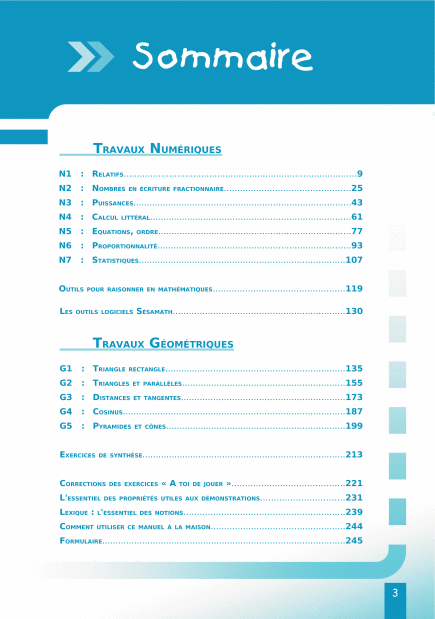 Sommaire
Travaux Numériques
N1 : Relatifs.......................................................................................9
N2 : Nombres en écriture fractionnaire...............................................25
N3 : Puissances.................................................................................43
N4 : Calcul littéral...........................................................................61
N5 : Equations, ordre........................................................................77
N6 : Proportionnalité........................................................................93
N7 : Statistiques.............................................................................107
Outils pour raisonner en mathématiques.................................................119
Les outils logiciels Sésamath................................................................130
Travaux Géométriques
G1 : Triangle rectangle...................................................................135
G2 : Triangles et parallèles.............................................................155
G3 : Distances et tangentes.............................................................173
G4 : Cosinus...................................................................................187
G5 : Pyramides et cônes...................................................................199
Exercices de synthèse...........................................................................213
Corrections des exercices « A toi de jouer »..........................................221
L'essentiel des propriétés utiles aux démonstrations................................231
Lexique : l'essentiel des notions............................................................239
Comment utiliser ce manuel à la maison..................................................244
Formulaire..........................................................................................245
3